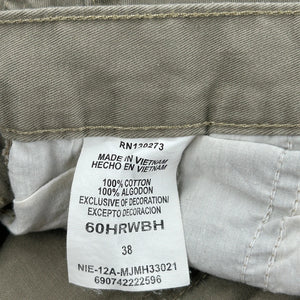 RN130273
MADE IN VIETNAM
HECHO EN VIETNAM
100% COTTON
100% ALGODON
EXCLUSIVE OF DECORATION/
EXCEPTO DECORACION
60HRWBH
38
NIE-12A-MJMH33021
690742222596